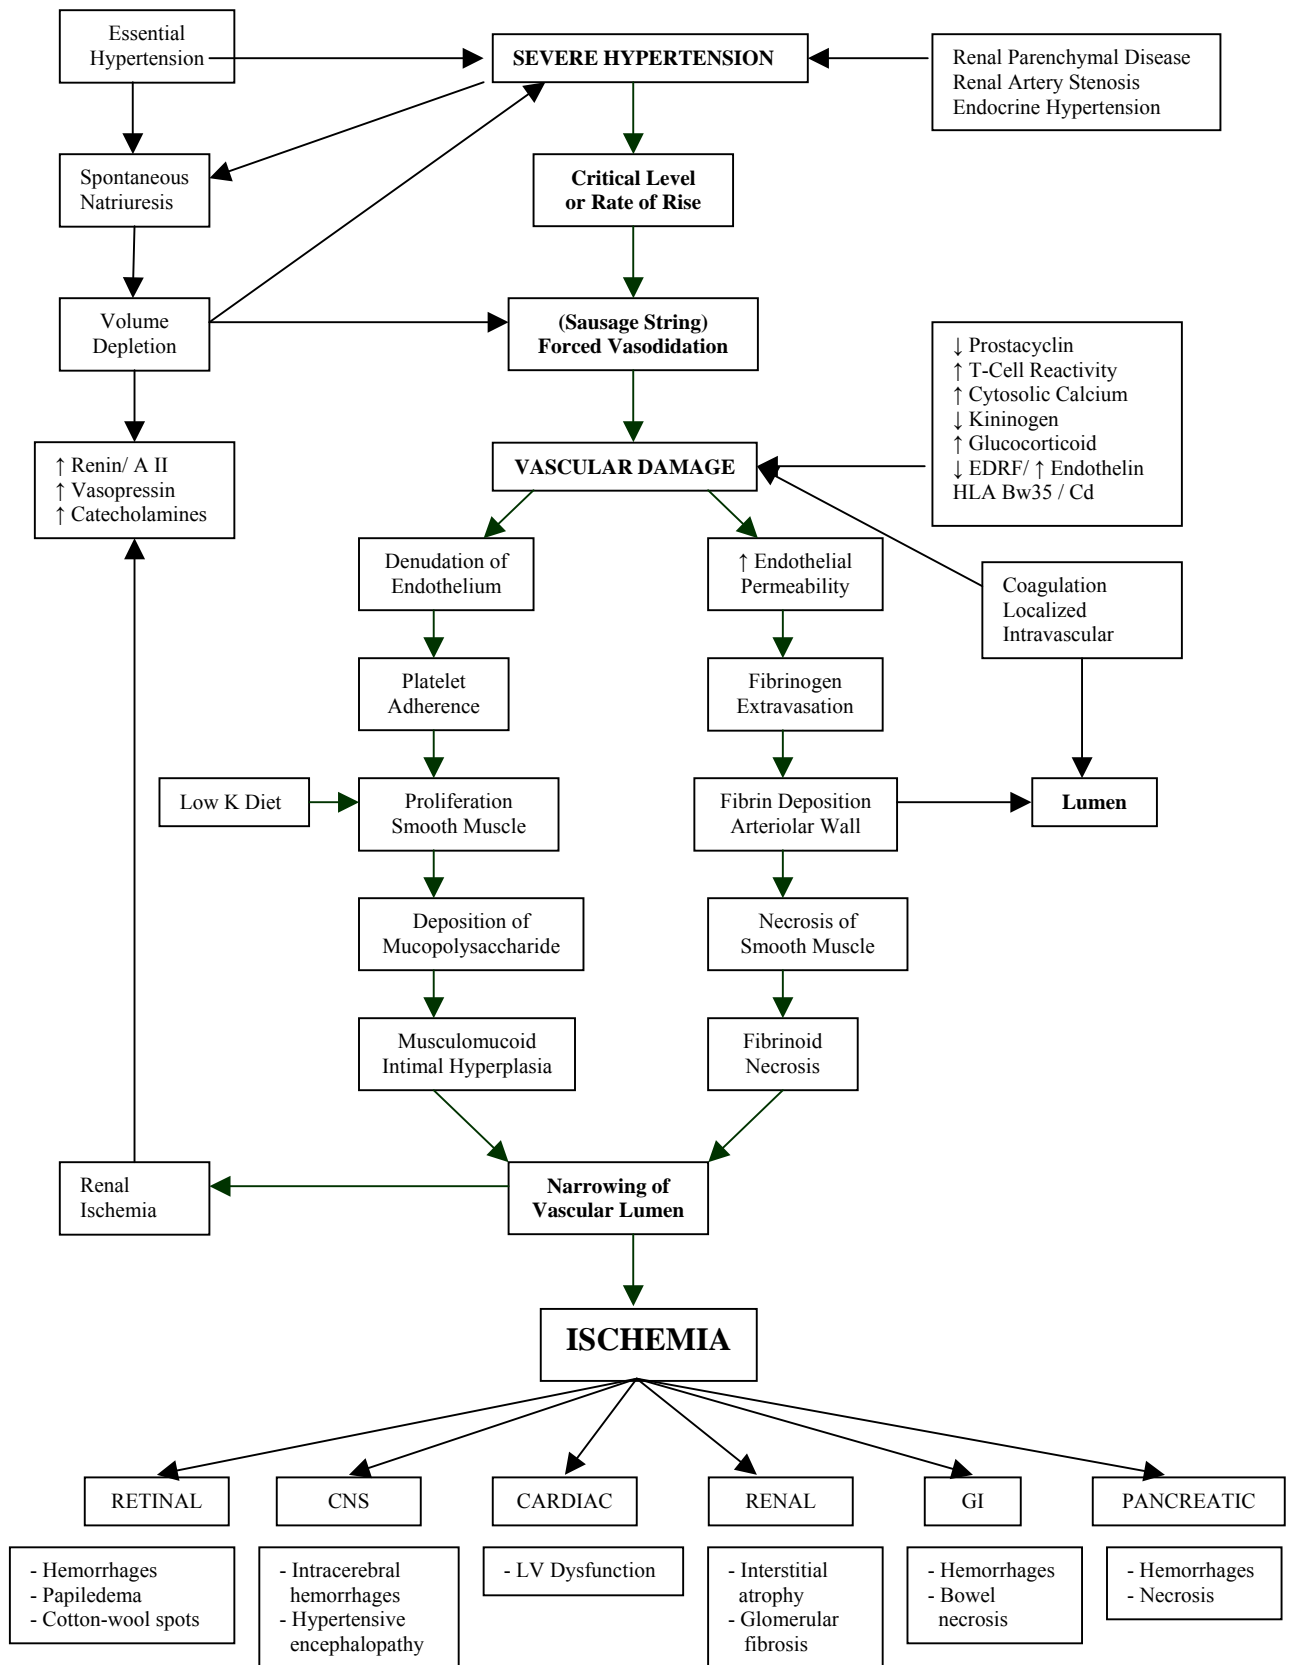 Essential
Hypertension
SEVERE HYPERTENSION
Renal Parenchymal Disease
Renal Artery Stenosis
Endocrine Hypertension
Spontaneous
Natriuresis
Critical Level
or Rate of Rise
Volume
Depletion
(Sausage String)
Forced Vasodidation
↓ Prostacyclin
↑ T-Cell Reactivity
↑ Cytosolic Calcium
↓ Kininogen
↑ Glucocorticoid
↓ EDRF/ ↑ Endothelin
HLA Bw35 / Cd
↑ Renin/ A II
↑ Vasopressin
↑ Catecholamines
VASCULAR DAMAGE
Denudation of
Endothelium
↑ Endothelial
Permeability
Coagulation
Localized
Intravascular
Platelet
Adherence
Fibrinogen
Extravasation
Low K Diet
Proliferation
Smooth Muscle
Fibrin Deposition
Arteriolar Wall
Lumen
Deposition of
Mucopolysaccharide
Necrosis of
Smooth Muscle
Musculomucoid
Intimal Hyperplasia
Fibrinoid
Necrosis
Renal
Ischemia
Narrowing of
Vascular Lumen
ISCHEMIA
RETINAL
CNS
CARDIAC
RENAL
GI
PANCREATIC
- Hemorrhages
- Papiledema
- Cotton-wool spots
- Intracerebral
hemorrhages
- Hypertensive
encephalopathy
- LV Dysfunction
- Interstitial
atrophy
- Glomerular
fibrosis
- Hemorrhages
- Bowel
necrosis
- Hemorrhages
- Necrosis